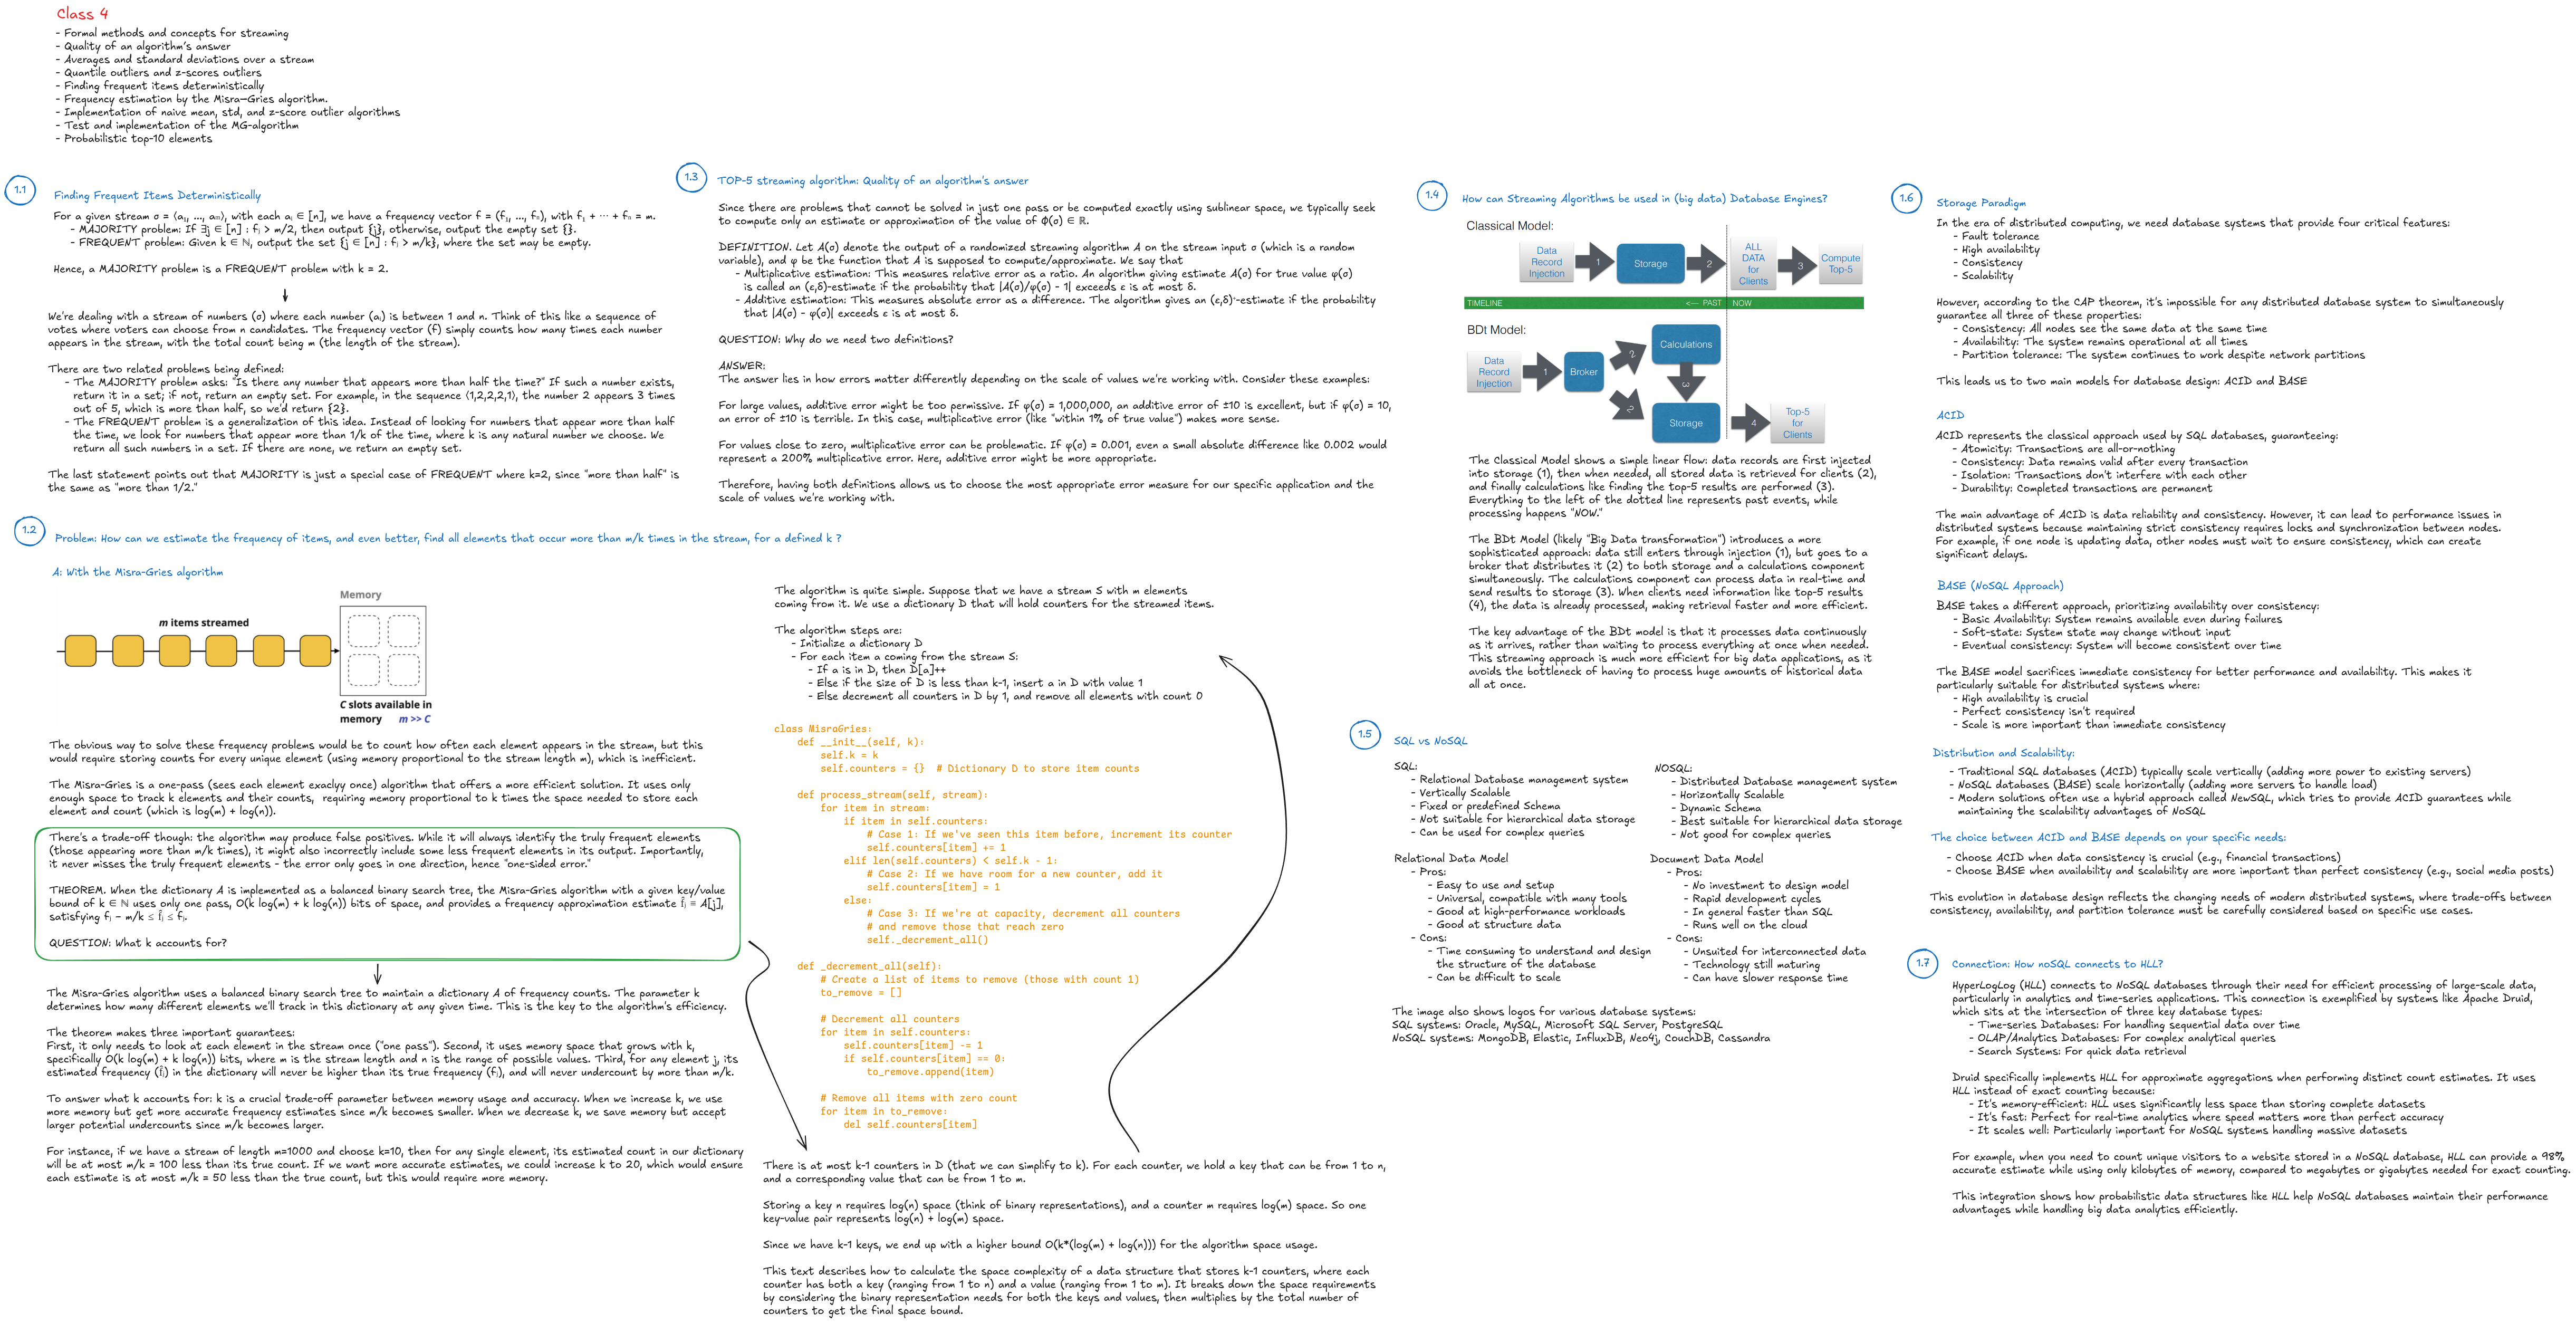 Class 4
- Formal methods and concepts for streaming
- Quality of an algorithm's answer
- Averages and standard deviations over a stream
- Quantile outliers and z-scores outliers
- Finding frequent items deterministically
- Frequency estimation by the Misra–Gries algorithm.
- Implementation of naive mean, std, and z-score outlier algorithms
- Test and implementation of the MG-algorithm
- Probabilistic top-10 elements
1.1
Finding Frequent Items Deterministically
For a given stream σ = ⟨a₁, ..., aₘ⟩, with each aᵢ ∈ [n], we have a frequency vector f = (f₁, ..., fₙ), with f₁ + ··· + fₙ = m.
- MAJORITY problem: If ∃j ∈ [n] : fⱼ > m/2, then output {j}, otherwise, output the empty set {}.
- FREQUENT problem: Given k ∈ ℕ, output the set {j ∈ [n] : fⱼ > m/k}, where the set may be empty.
Hence, a MAJORITY problem is a FREQUENT problem with k = 2.
We're dealing with a stream of numbers (σ) where each number (aᵢ) is between 1 and n. Think of this like a sequence of
votes where voters can choose from n candidates. The frequency vector (f) simply counts how many times each number
appears in the stream, with the total count being m (the length of the stream).
There are two related problems being defined:
- The MAJORITY problem asks: "Is there any number that appears more than half the time?" If such a number exists,
return it in a set; if not, return an empty set. For example, in the sequence ⟨1,2,2,2,1⟩, the number 2 appears 3 times
out of 5, which is more than half, so we'd return {2}.
- The FREQUENT problem is a generalization of this idea. Instead of looking for numbers that appear more than half
the time, we look for numbers that appear more than 1/k of the time, where k is any natural number we choose. We
return all such numbers in a set. If there are none, we return an empty set.
The last statement points out that MAJORITY is just a special case of FREQUENT where k=2, since "more than half" is
the same as "more than 1/2."
1.2
Problem: How can we estimate the frequency of items, and even better, find all elements that occur more than m/k times in the stream, for a defined k ?
A: With the Misra-Gries algorithm
Memory
m items streamed
C slots available in
memory m >> C
The obvious way to solve these frequency problems would be to count how often each element appears in the stream, but this
would require storing counts for every unique element (using memory proportional to the stream length m), which is inefficient.
The Misra-Gries is a one-pass (sees each element exaclyy once) algorithm that offers a more efficient solution. It uses only
enough space to track k elements and their counts, requiring memory proportional to k times the space needed to store each
element and count (which is log(m) + log(n)).
There's a trade-off though: the algorithm may produce false positives. While it will always identify the truly frequent elements
(those appearing more than m/k times), it might also incorrectly include some less frequent elements in its output. Importantly,
it never misses the truly frequent elements - the error only goes in one direction, hence "one-sided error."
THEOREM. When the dictionary A is implemented as a balanced binary search tree, the Misra-Gries algorithm with a given key/value
bound of k ∈ ℕ uses only one pass, O(k log(m) + k log(n)) bits of space, and provides a frequency approximation estimate f̂ⱼ = A[j],
satisfying fⱼ − m/k ≤ f̂ⱼ ≤ fⱼ.
QUESTION: What k accounts for?
The Misra-Gries algorithm uses a balanced binary search tree to maintain a dictionary A of frequency counts. The parameter k
determines how many different elements we'll track in this dictionary at any given time. This is the key to the algorithm's efficiency.
The theorem makes three important guarantees:
First, it only needs to look at each element in the stream once ("one pass"). Second, it uses memory space that grows with k,
specifically O(k log(m) + k log(n)) bits, where m is the stream length and n is the range of possible values. Third, for any element j, its
estimated frequency (f̂ⱼ) in the dictionary will never be higher than its true frequency (fⱼ), and will never undercount by more than m/k.
To answer what k accounts for: k is a crucial trade-off parameter between memory usage and accuracy. When we increase k, we use
more memory but get more accurate frequency estimates since m/k becomes smaller. When we decrease k, we save memory but accept
larger potential undercounts since m/k becomes larger.
For instance, if we have a stream of length m=1000 and choose k=10, then for any single element, its estimated count in our dictionary
will be at most m/k = 100 less than its true count. If we want more accurate estimates, we could increase k to 20, which would ensure
each estimate is at most m/k = 50 less than the true count, but this would require more memory.
The algorithm is quite simple. Suppose that we have a stream S with m elements
coming from it. We use a dictionary D that will hold counters for the streamed items.
The algorithm steps are:
- Initialize a dictionary D
- For each item a coming from the stream S:
- If a is in D, then D[a]++
- Else if the size of D is less than k-1, insert a in D with value 1
- Else decrement all counters in D by 1, and remove all elements with count 0
class MisraGries:
def __init__(self, k):
self.k = k
self.counters = {} # Dictionary D to store item counts
def process_stream(self, stream):
for item in stream:
if item in self.counters:
# Case 1: If we've seen this item before, increment its counter
self.counters[item] += 1
elif len(self.counters) < self.k - 1:
# Case 2: If we have room for a new counter, add it
self.counters[item] = 1
else:
# Case 3: If we're at capacity, decrement all counters
# and remove those that reach zero
self._decrement_all()
def _decrement_all(self):
# Create a list of items to remove (those with count 1)
to_remove = []
# Decrement all counters
for item in self.counters:
self.counters[item] -= 1
if self.counters[item] == 0:
to_remove.append(item)
# Remove all items with zero count
for item in to_remove:
del self.counters[item]
There is at most k-1 counters in D (that we can simplify to k). For each counter, we hold a key that can be from 1 to n,
and a corresponding value that can be from 1 to m.
Storing a key n requires log(n) space (think of binary representations), and a counter m requires log(m) space. So one
key-value pair represents log(n) + log(m) space.
Since we have k-1 keys, we end up with a higher bound O(k*(log(m) + log(n))) for the algorithm space usage.
This text describes how to calculate the space complexity of a data structure that stores k-1 counters, where each
counter has both a key (ranging from 1 to n) and a value (ranging from 1 to m). It breaks down the space requirements
by considering the binary representation needs for both the keys and values, then multiplies by the total number of
counters to get the final space bound.
1.3
TOP-5 streaming algorithm: Quality of an algorithm's answer
Since there are problems that cannot be solved in just one pass or be computed exactly using sublinear space, we typically seek
to compute only an estimate or approximation of the value of Φ(σ) ∈ ℝ.
DEFINITION. Let A(σ) denote the output of a randomized streaming algorithm A on the stream input σ (which is a random
variable), and φ be the function that A is supposed to compute/approximate. We say that
- Multiplicative estimation: This measures relative error as a ratio. An algorithm giving estimate A(σ) for true value φ(σ)
is called an (ε,δ)-estimate if the probability that |A(σ)/φ(σ) - 1| exceeds ε is at most δ.
- Additive estimation: This measures absolute error as a difference. The algorithm gives an (ε,δ)⁺-estimate if the probability
that |A(σ) - φ(σ)| exceeds ε is at most δ.
QUESTION: Why do we need two definitions?
ANSWER:
The answer lies in how errors matter differently depending on the scale of values we're working with. Consider these examples:
For large values, additive error might be too permissive. If φ(σ) = 1,000,000, an additive error of ±10 is excellent, but if φ(σ) = 10,
an error of ±10 is terrible. In this case, multiplicative error (like "within 1% of true value") makes more sense.
For values close to zero, multiplicative error can be problematic. If φ(σ) = 0.001, even a small absolute difference like 0.002 would
represent a 200% multiplicative error. Here, additive error might be more appropriate.
Therefore, having both definitions allows us to choose the most appropriate error measure for our specific application and the
scale of values we're working with.
1.4
How can Streaming Algorithms be used in (big data) Database Engines?
Classical Model:
Data
Record
Injection
1
Storage
2
ALL
DATA
for
Clients
3
Compute
Top-5
TIMELINE
<— PAST
NOW
BDt Model:
Data
Record
Injection
1
Broker
2
2
Calculations
3
Storage
4
Top-5
for
Clients
The Classical Model shows a simple linear flow: data records are first injected
into storage (1), then when needed, all stored data is retrieved for clients (2),
and finally calculations like finding the top-5 results are performed (3).
Everything to the left of the dotted line represents past events, while
processing happens "NOW."
The BDt Model (likely "Big Data transformation") introduces a more
sophisticated approach: data still enters through injection (1), but goes to a
broker that distributes it (2) to both storage and a calculations component
simultaneously. The calculations component can process data in real-time and
send results to storage (3). When clients need information like top-5 results
(4), the data is already processed, making retrieval faster and more efficient.
The key advantage of the BDt model is that it processes data continuously
as it arrives, rather than waiting to process everything at once when needed.
This streaming approach is much more efficient for big data applications, as it
avoids the bottleneck of having to process huge amounts of historical data
all at once.
1.5
SQL vs NoSQL
SQL:
- Relational Database management system
- Vertically Scalable
- Fixed or predefined Schema
- Not suitable for hierarchical data storage
- Can be used for complex queries
NOSQL:
- Distributed Database management system
- Horizontally Scalable
- Dynamic Schema
- Best suitable for hierarchical data storage
- Not good for complex queries
Relational Data Model
- Pros:
- Easy to use and setup
- Universal, compatible with many tools
- Good at high-performance workloads
- Good at structure data
- Cons:
- Time consuming to understand and design
the structure of the database
- Can be difficult to scale
Document Data Model
- Pros:
- No investment to design model
- Rapid development cycles
- In general faster than SQL
- Runs well on the cloud
- Cons:
- Unsuited for interconnected data
- Technology still maturing
- Can have slower response time
The image also shows logos for various database systems:
SQL systems: Oracle, MySQL, Microsoft SQL Server, PostgreSQL
NoSQL systems: MongoDB, Elastic, InfluxDB, Neo4j, CouchDB, Cassandra
1.6
Storage Paradigm
In the era of distributed computing, we need database systems that provide four critical features:
- Fault tolerance
- High availability
- Consistency
- Scalability
However, according to the CAP theorem, it's impossible for any distributed database system to simultaneously
guarantee all three of these properties:
- Consistency: All nodes see the same data at the same time
- Availability: The system remains operational at all times
- Partition tolerance: The system continues to work despite network partitions
This leads us to two main models for database design: ACID and BASE
ACID
ACID represents the classical approach used by SQL databases, guaranteeing:
- Atomicity: Transactions are all-or-nothing
- Consistency: Data remains valid after every transaction
- Isolation: Transactions don't interfere with each other
- Durability: Completed transactions are permanent
The main advantage of ACID is data reliability and consistency. However, it can lead to performance issues in
distributed systems because maintaining strict consistency requires locks and synchronization between nodes.
For example, if one node is updating data, other nodes must wait to ensure consistency, which can create
significant delays.
BASE (NoSQL Approach)
BASE takes a different approach, prioritizing availability over consistency:
- Basic Availability: System remains available even during failures
- Soft-state: System state may change without input
- Eventual consistency: System will become consistent over time
The BASE model sacrifices immediate consistency for better performance and availability. This makes it
particularly suitable for distributed systems where:
- High availability is crucial
- Perfect consistency isn't required
- Scale is more important than immediate consistency
Distribution and Scalability:
- Traditional SQL databases (ACID) typically scale vertically (adding more power to existing servers)
- NoSQL databases (BASE) scale horizontally (adding more servers to handle load)
- Modern solutions often use a hybrid approach called NewSQL, which tries to provide ACID guarantees while
maintaining the scalability advantages of NoSQL
The choice between ACID and BASE depends on your specific needs:
- Choose ACID when data consistency is crucial (e.g., financial transactions)
- Choose BASE when availability and scalability are more important than perfect consistency (e.g., social media posts)
This evolution in database design reflects the changing needs of modern distributed systems, where trade-offs between
consistency, availability, and partition tolerance must be carefully considered based on specific use cases.
1.7
Connection: How noSQL connects to HLL?
HyperLogLog (HLL) connects to NoSQL databases through their need for efficient processing of large-scale data,
particularly in analytics and time-series applications. This connection is exemplified by systems like Apache Druid,
which sits at the intersection of three key database types:
- Time-series Databases: For handling sequential data over time
- OLAP/Analytics Databases: For complex analytical queries
- Search Systems: For quick data retrieval
Druid specifically implements HLL for approximate aggregations when performing distinct count estimates. It uses
HLL instead of exact counting because:
- It's memory-efficient: HLL uses significantly less space than storing complete datasets
- It's fast: Perfect for real-time analytics where speed matters more than perfect accuracy
- It scales well: Particularly important for NoSQL systems handling massive datasets
For example, when you need to count unique visitors to a website stored in a NoSQL database, HLL can provide a 98%
accurate estimate while using only kilobytes of memory, compared to megabytes or gigabytes needed for exact counting.
This integration shows how probabilistic data structures like HLL help NoSQL databases maintain their performance
advantages while handling big data analytics efficiently.